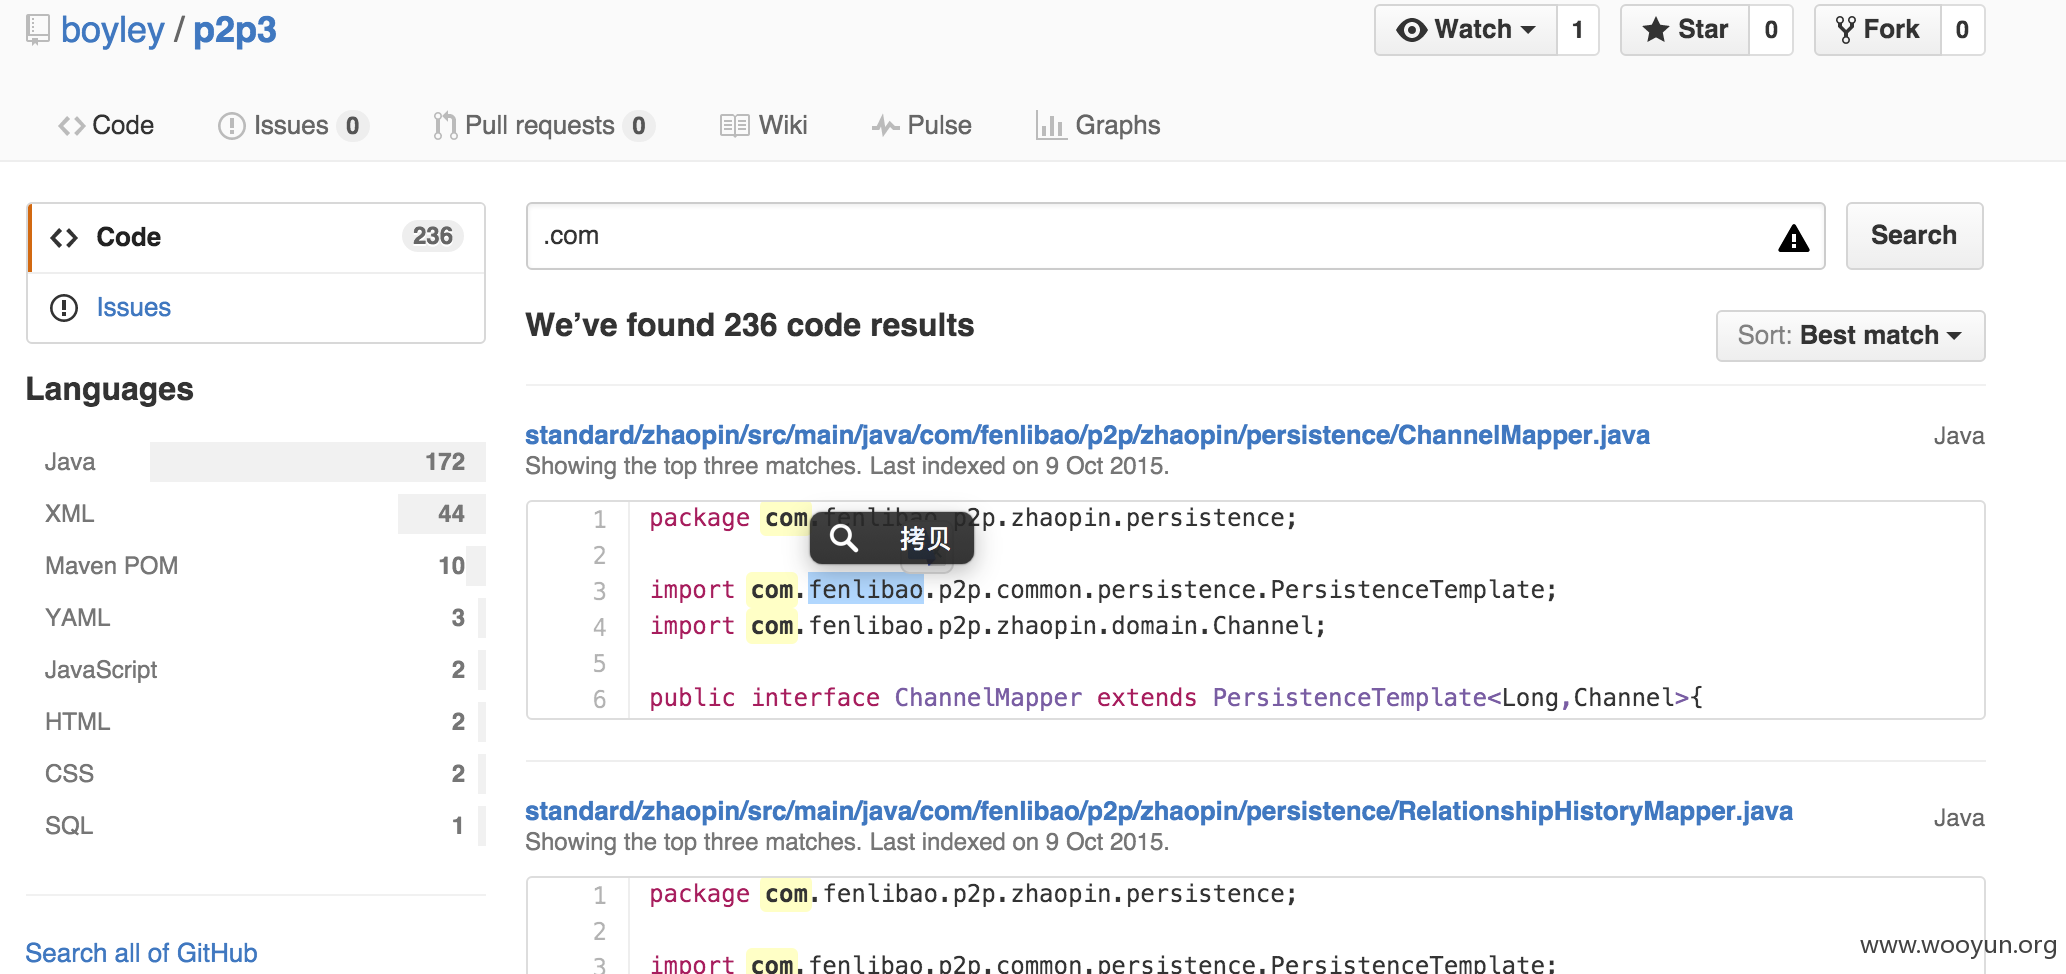 boyley / p2p3
Watch 1
Star 0
Fork 0
Code
Issues 0
Pull requests 0
Wiki
Pulse
Graphs
Code 236
Issues
Languages
Java 172
XML 44
Maven POM 10
YAML 3
JavaScript 2
HTML 2
CSS 2
SQL 1
Search all of GitHub
.com
Search
We’ve found 236 code results
Sort: Best match
standard/zhaopin/src/main/java/com/fenlibao/p2p/zhaopin/persistence/ChannelMapper.java
Java
Showing the top three matches. Last indexed on 9 Oct 2015.
1 package com.fenlibao.p2p.zhaopin.persistence;
拷贝
2
3 import com.fenlibao.p2p.common.persistence.PersistenceTemplate;
4 import com.fenlibao.p2p.zhaopin.domain.Channel;
5
6 public interface ChannelMapper extends PersistenceTemplate<Long,Channel>{
standard/zhaopin/src/main/java/com/fenlibao/p2p/zhaopin/persistence/RelationshipHistoryMapper.java
Java
Showing the top three matches. Last indexed on 9 Oct 2015.
1 package com.fenlibao.p2p.zhaopin.persistence;
2
3 import com.fenlibao.p2p.common.persistence.PersistenceTemplate;
www.wooyun.org